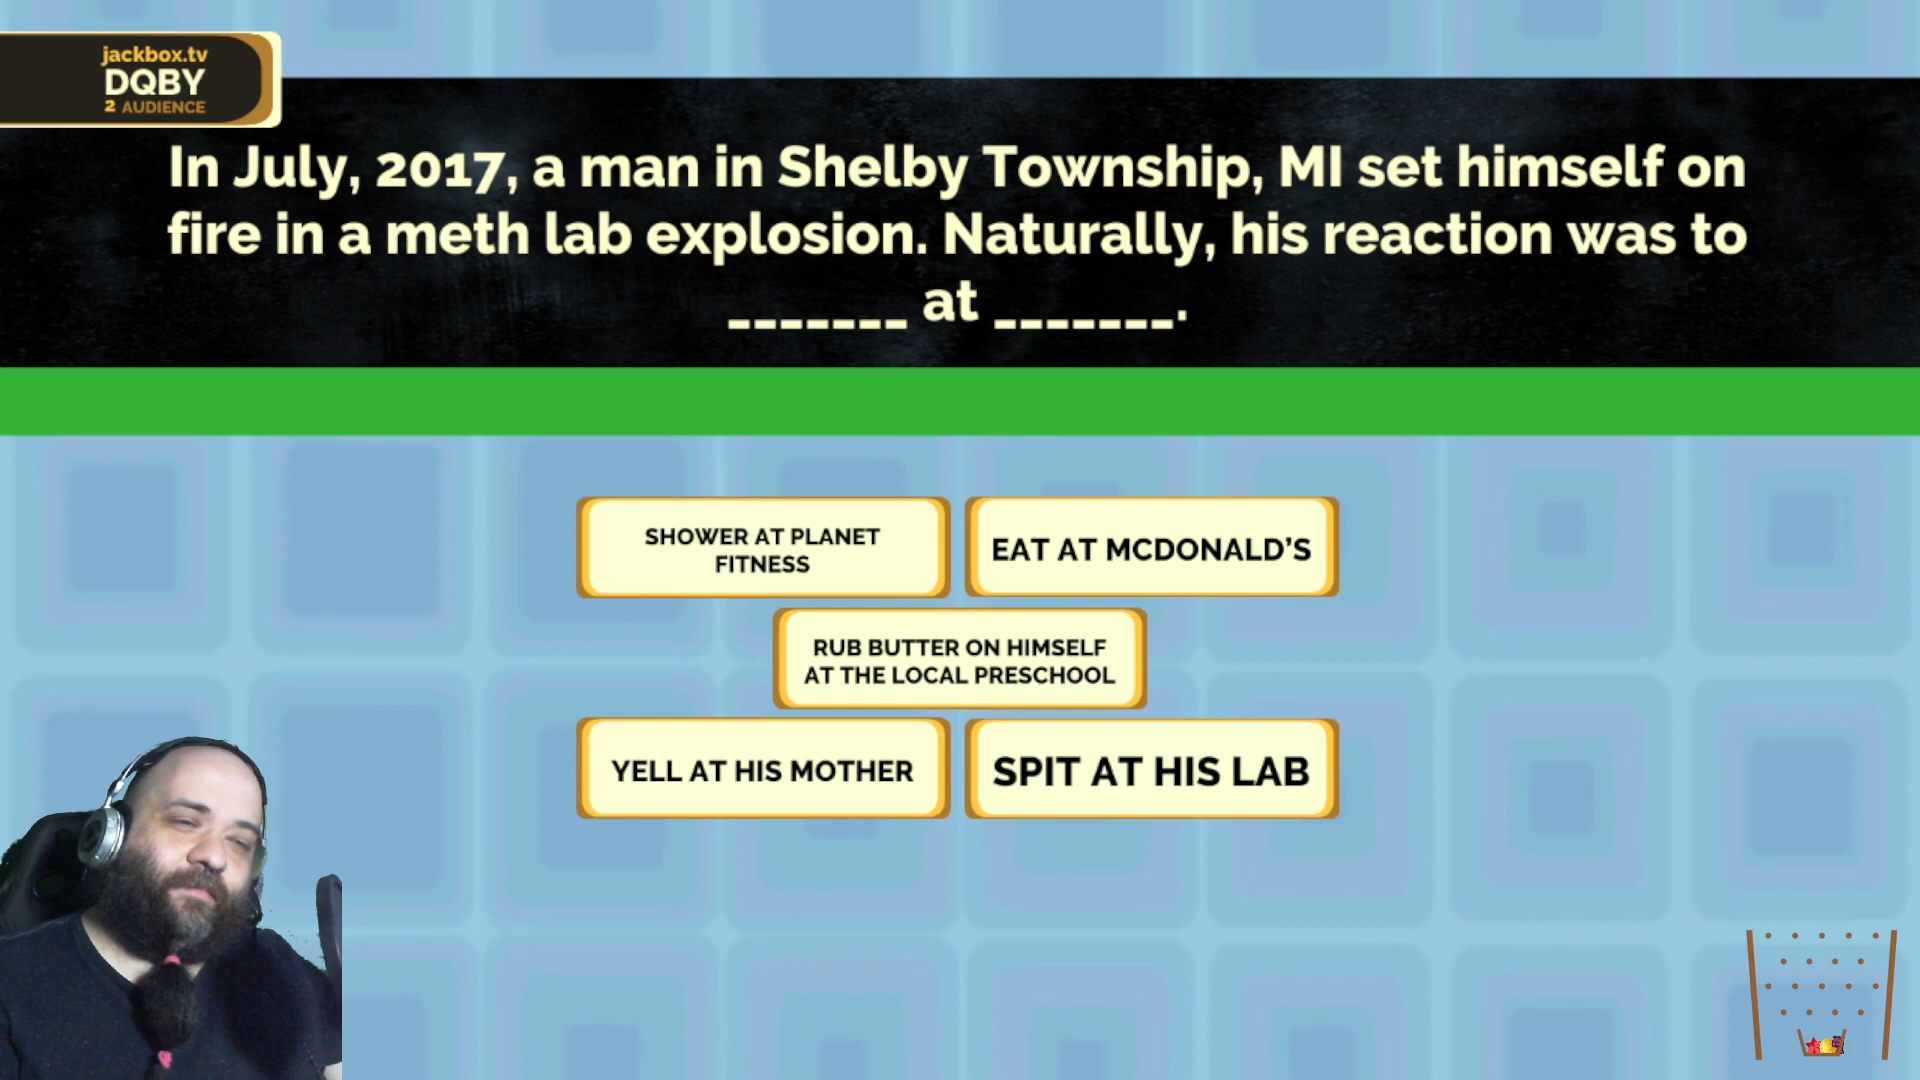 jackbox.tv
DQBY
2 AUDIENCE
In July, 2017, a man in Shelby Township, MI set himself on
fire in a meth lab explosion. Naturally, his reaction was to
_______ at _______.
SHOWER AT PLANET
FITNESS
EAT AT MCDONALD'S
RUB BUTTER ON HIMSELF
AT THE LOCAL PRESCHOOL
YELL AT HIS MOTHER
SPIT AT HIS LAB